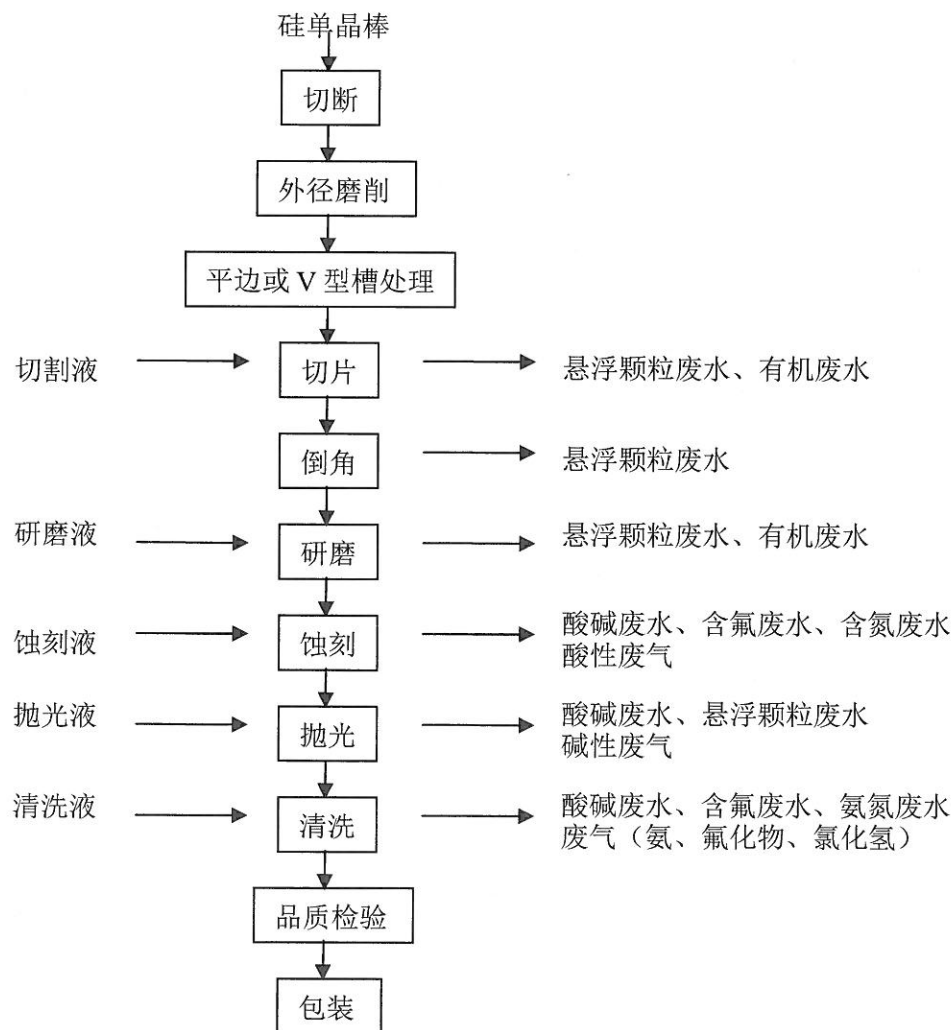 硅单晶棒
切断
外径磨削
平边或 V 型槽处理
切割液
切片
悬浮颗粒废水、有机废水
倒角
悬浮颗粒废水
研磨液
研磨
悬浮颗粒废水、有机废水
蚀刻液
蚀刻
酸碱废水、含氟废水、含氮废水
酸性废气
抛光液
抛光
酸碱废水、悬浮颗粒废水
碱性废气
清洗液
清洗
酸碱废水、含氟废水、氨氮废水
废气（氨、氟化物、氯化氢）
品质检验
包装